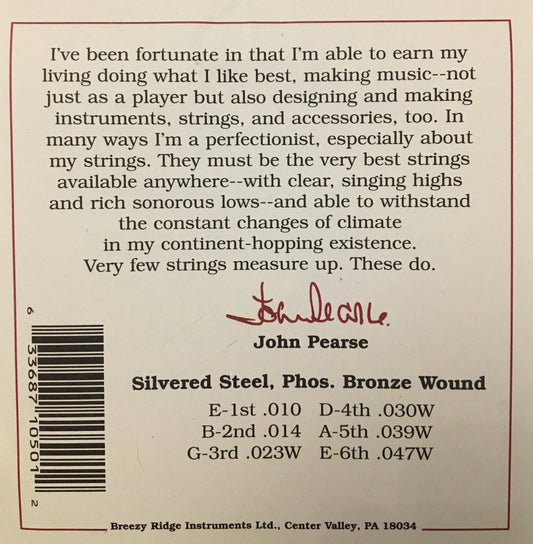 I've been fortunate in that I'm able to earn my
living doing what I like best, making music--not
just as a player but also designing and making
instruments, strings, and accessories, too. In
many ways I'm a perfectionist, especially about
my strings. They must be the very best strings
available anywhere--with clear, singing highs
and rich sonorous lows--and able to withstand
the constant changes of climate
in my continent-hopping existence.
Very few strings measure up. These do.
John Pearse
John Pearse
Silvered Steel, Phos. Bronze Wound
E-1st .010 D-4th .030W
B-2nd .014 A-5th .039W
G-3rd .023W E-6th .047W
6 33687 10501 2
Breezy Ridge Instruments Ltd., Center Valley, PA 18034